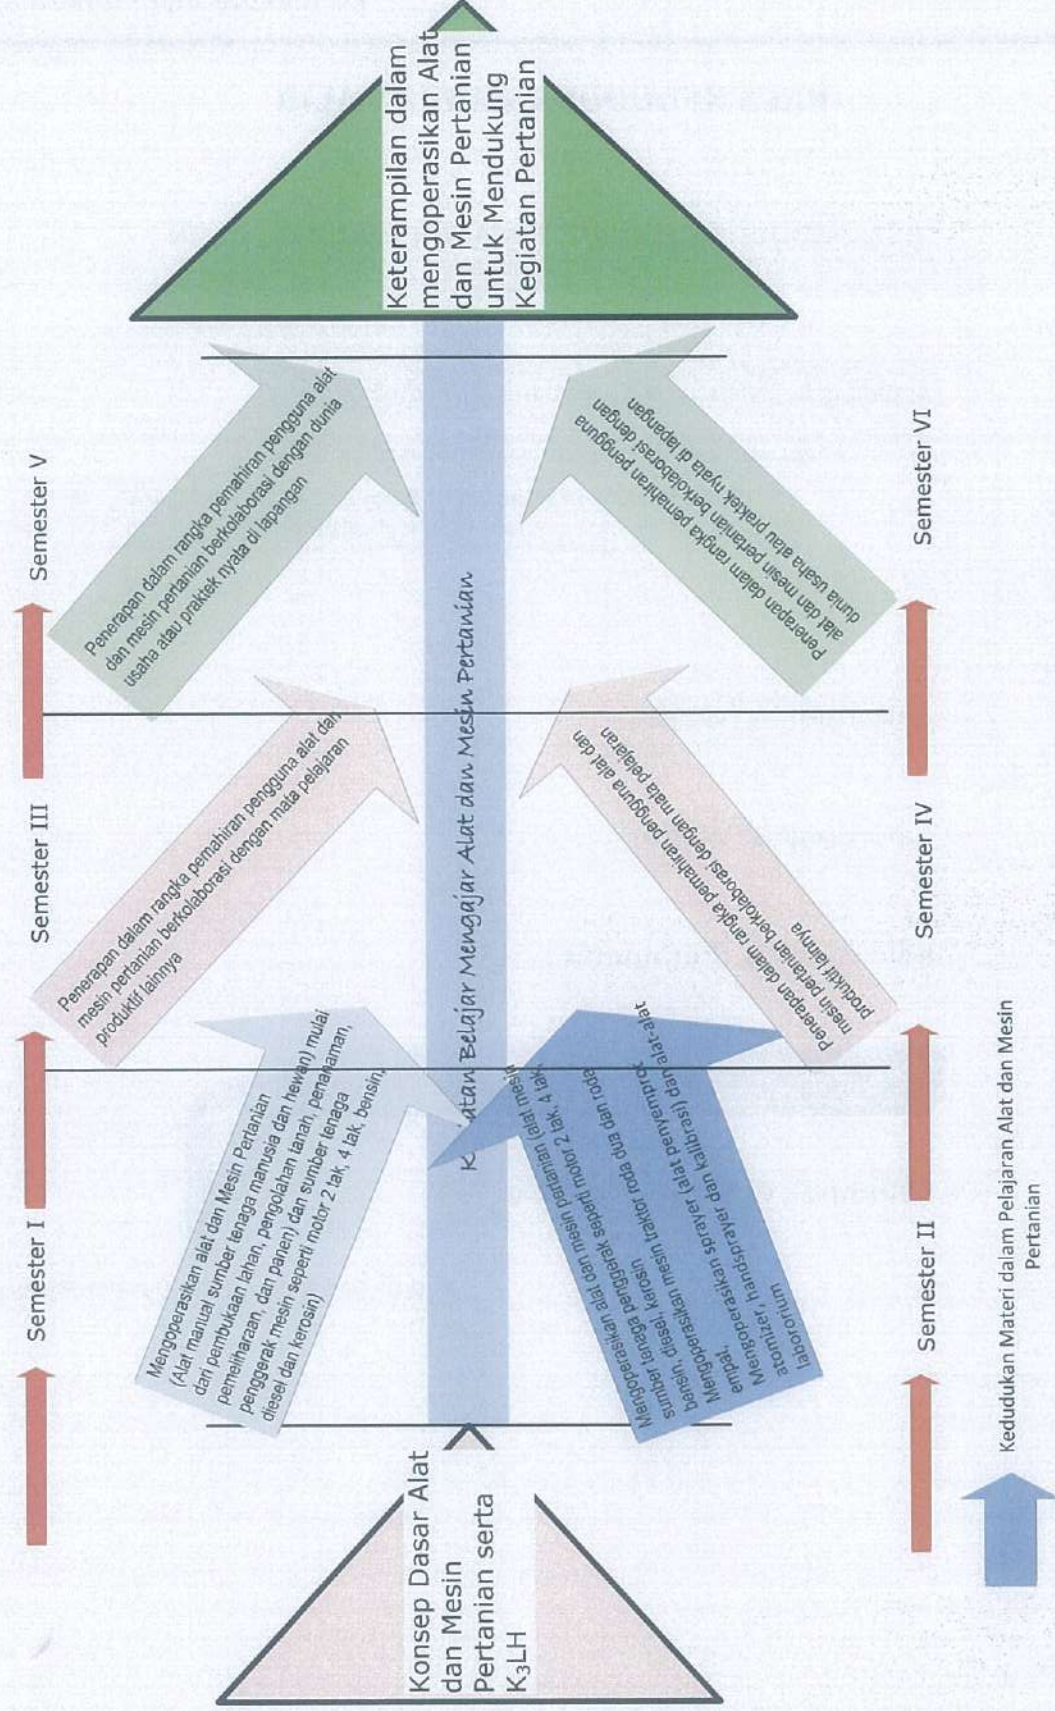 Semester I
Semester III
Semester V
Konsep Dasar Alat
dan Mesin
Pertanian serta
K₃LH
Mengoperasikan alat dan Mesin Pertanian
(Alat manual sumber tenaga manusia dan hewan) mulai
dari pembukaan lahan, pengolahan tanah, penanaman,
pemeliharaan, dan panen) dan sumber tenaga
penggerak mesin seperti motor 2 tak, 4 tak, bensin,
diesel dan kerosin)
Penerapan dalam rangka pemahiran pengguna alat dan
mesin pertanian berkolaborasi dengan mata pelajaran
produktif lainnya
Penerapan dalam rangka pemahiran pengguna alat
dan mesin pertanian berkolaborasi dengan dunia
usaha atau praktek nyata di lapangan
K atan Belajar Mengajar Alat dan Mesin Pertanian
Keterampilan dalam
mengoperasikan Alat
dan Mesin Pertanian
untuk Mendukung
Kegiatan Pertanian
Mengoperasikan alat dan mesin pertanian (alat mesin
sumber tenaga penggerak seperti motor 2 tak, 4 tak,
bensin, diesel, kerosin
Mengoperasikan mesin traktor roda dua dan roda
empat,
Mengoperasikan sprayer (alat penyemprot
atomizer, handsprayer dan kalibrasi) dan alat-alat
labororium
Penerapan dalam rangka pemahiran pengguna alat dan
mesin pertanian berkolaborasi dengan mata pelajaran
produktif lainnya
Penerapan dalam rangka pemahiran pengguna
alat dan mesin pertanian berkolaborasi dengan
dunia usaha atau praktek nyata di lapangan
Semester II
Semester IV
Semester VI
Kedudukan Materi dalam Pelajaran Alat dan Mesin
Pertanian